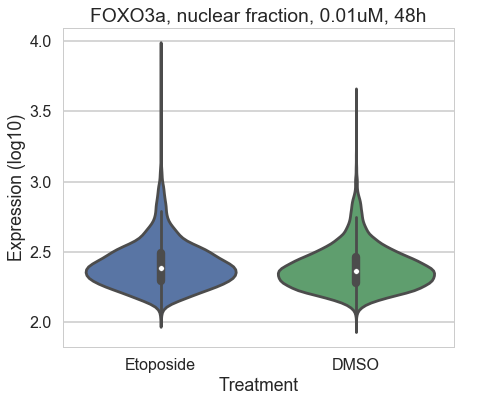 FOXO3a, nuclear fraction, 0.01uM, 48h
4.0
3.5
3.0
2.5
2.0
Expression (log10)
Etoposide
DMSO
Treatment